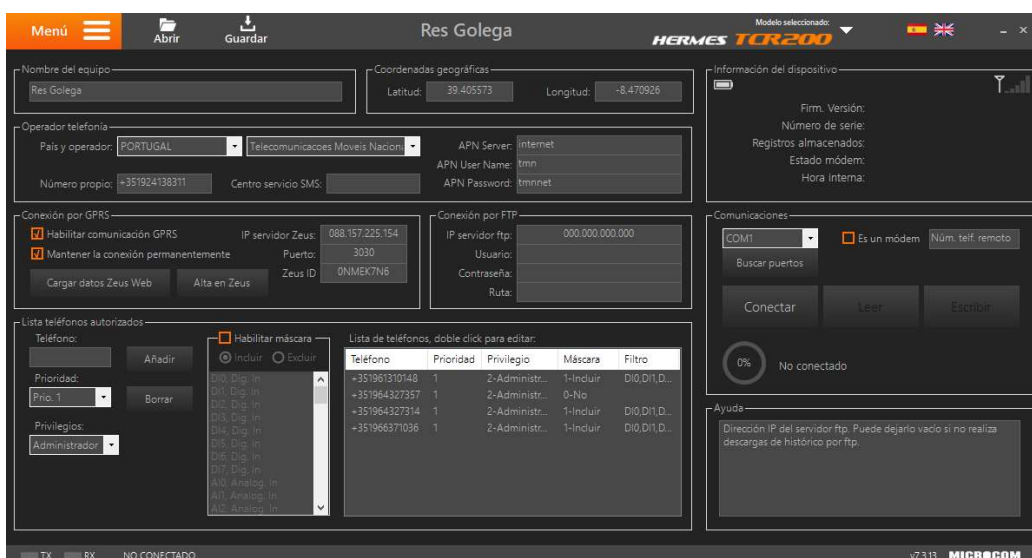 Menú
Abrir
Guardar
Res Golega
Modelo seleccionado:
HERMES TCR200
Nombre del equipo
Res Golega
Coordenadas geográficas
Latitud: 39.405573 Longitud: -8.470926
Operador telefonía
País y operador: PORTUGAL Telecomunicacoes Moveis Nacion
Número propio: +351924138311 Centro servicio SMS:
APN Server: internet
APN User Name: tmn
APN Password: tmnnet
Conexión por GPRS
Habilitar comunicación GPRS
Mantener la conexión permanentemente
Cargar datos Zeus Web Alta en Zeus
IP servidor Zeus: 088.157.225.154
Puerto: 3030
Zeus ID 0NMEK7N6
Conexión por FTP
IP servidor ftp: 000.000.000.000
Usuario:
Contraseña:
Ruta:
Lista teléfonos autorizados
Teléfono:
Añadir
Prioridad:
Prio. 1
Borrar
Privilegios:
Administrador
Habilitar máscara
Incluir Excluir
DI0, Dig. In
DI1, Dig. In
DI2, Dig. In
DI3, Dig. In
DI4, Dig. In
DI5, Dig. In
DI6, Dig. In
DI7, Dig. In
AI0, Analog. In
AI1, Analog. In
AI2, Analog. In
Lista de teléfonos, doble click para editar:
Teléfono Prioridad Privilegio Máscara Filtro
+351961310148 1 2-Administr... 1-Incluir DI0,DI1,D...
+351964327357 1 2-Administr... 0-No
+351964327314 1 2-Administr... 1-Incluir DI0,DI1,D...
+351966371036 1 2-Administr... 1-Incluir DI0,DI1,D...
Información del dispositivo
Firm. Versión:
Número de serie:
Registros almacenados:
Estado módem:
Hora interna:
Comunicaciones
COM1
Es un módem Núm. telf. remoto
Buscar puertos
Conectar Leer Escribir
0% No conectado
Ayuda
Dirección IP del servidor ftp. Puede dejarlo vacío si no realiza
descargas de histórico por ftp.
TX RX NO CONECTADO
v7.3.13 MICROCOM